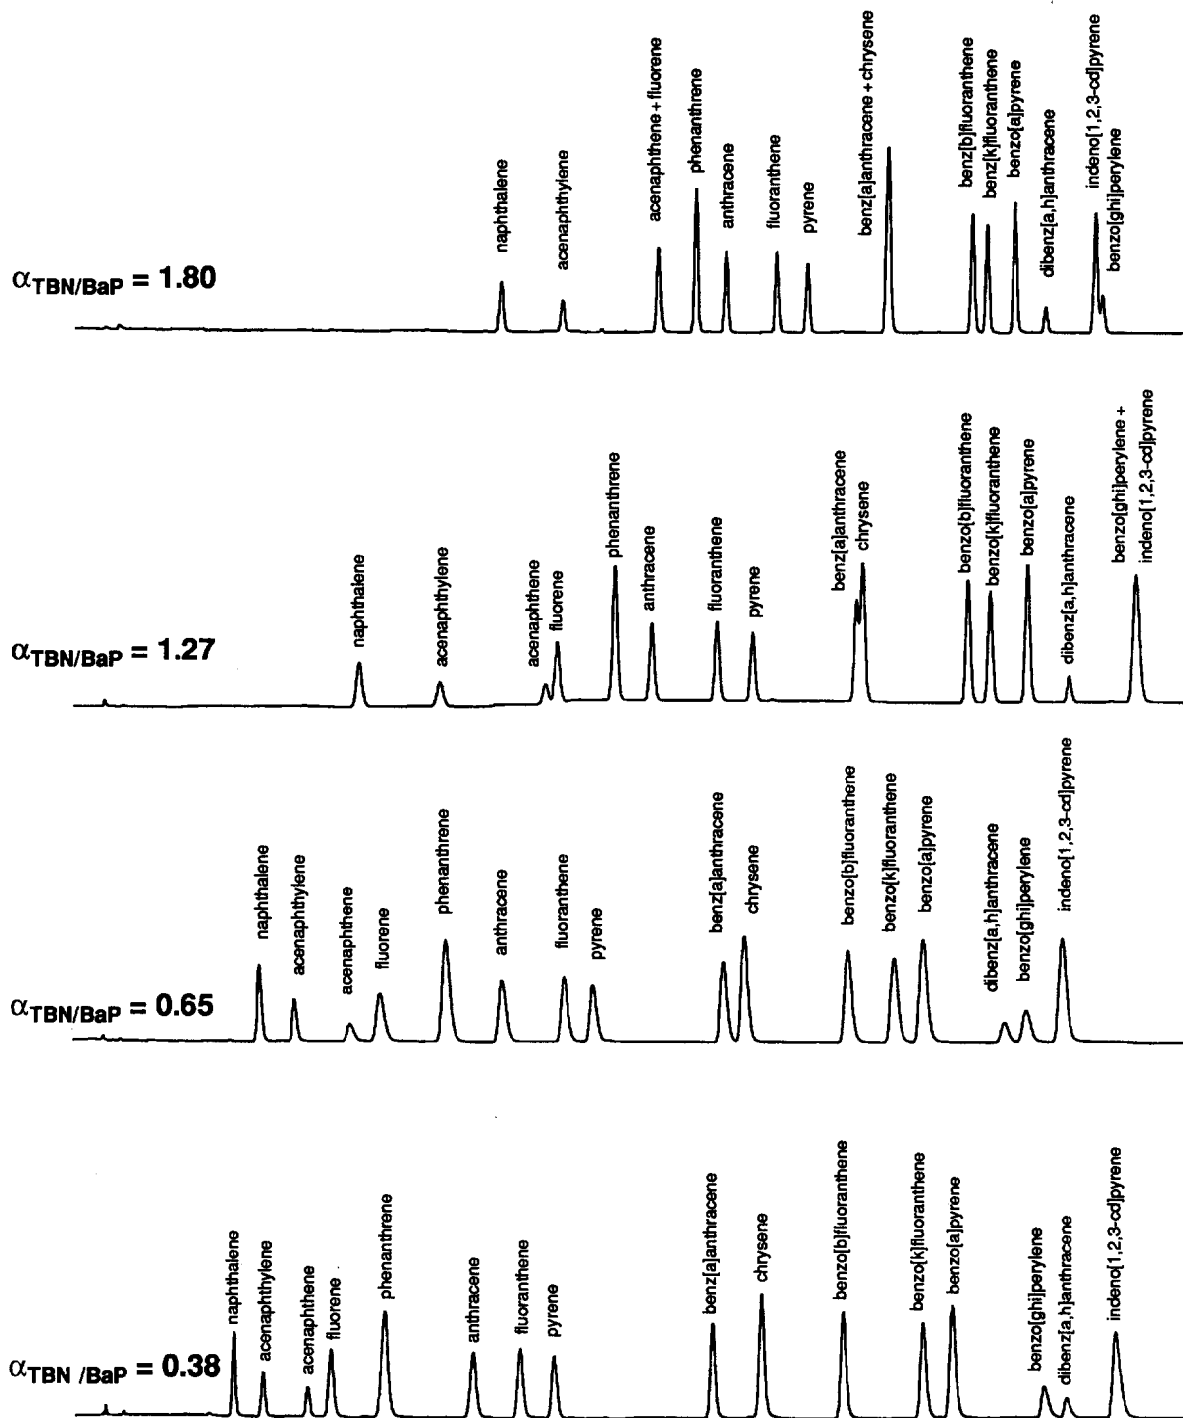 naphthalene
acenaphthylene
acenaphthene + fluorene
phenanthrene
anthracene
fluoranthene
pyrene
benz[a]anthracene + chrysene
benz[b]fluoranthene
benz[k]fluoranthene
benzo[a]pyrene
dibenz[a,h]anthracene
indeno[1,2,3-cd]pyrene
benzo[ghi]perylene
αTBN/BaP = 1.80
naphthalene
acenaphthylene
acenaphthene
fluorene
phenanthrene
anthracene
fluoranthene
pyrene
benz[a]anthracene
chrysene
benzo[b]fluoranthene
benzo[k]fluoranthene
benzo[a]pyrene
dibenz[a,h]anthracene
benzo[ghi]perylene +
indeno[1,2,3-cd]pyrene
αTBN/BaP = 1.27
naphthalene
acenaphthylene
acenaphthene
fluorene
phenanthrene
anthracene
fluoranthene
pyrene
benz[a]anthracene
chrysene
benzo[b]fluoranthene
benzo[k]fluoranthene
benzo[a]pyrene
dibenz[a,h]anthracene
benzo[ghi]perylene
indeno[1,2,3-cd]pyrene
αTBN/BaP = 0.65
naphthalene
acenaphthylene
acenaphthene
fluorene
phenanthrene
anthracene
fluoranthene
pyrene
benz[a]anthracene
chrysene
benzo[b]fluoranthene
benzo[k]fluoranthene
benzo[a]pyrene
benzo[ghi]perylene
dibenz[a,h]anthracene
indeno[1,2,3-cd]pyrene
αTBN /BaP = 0.38